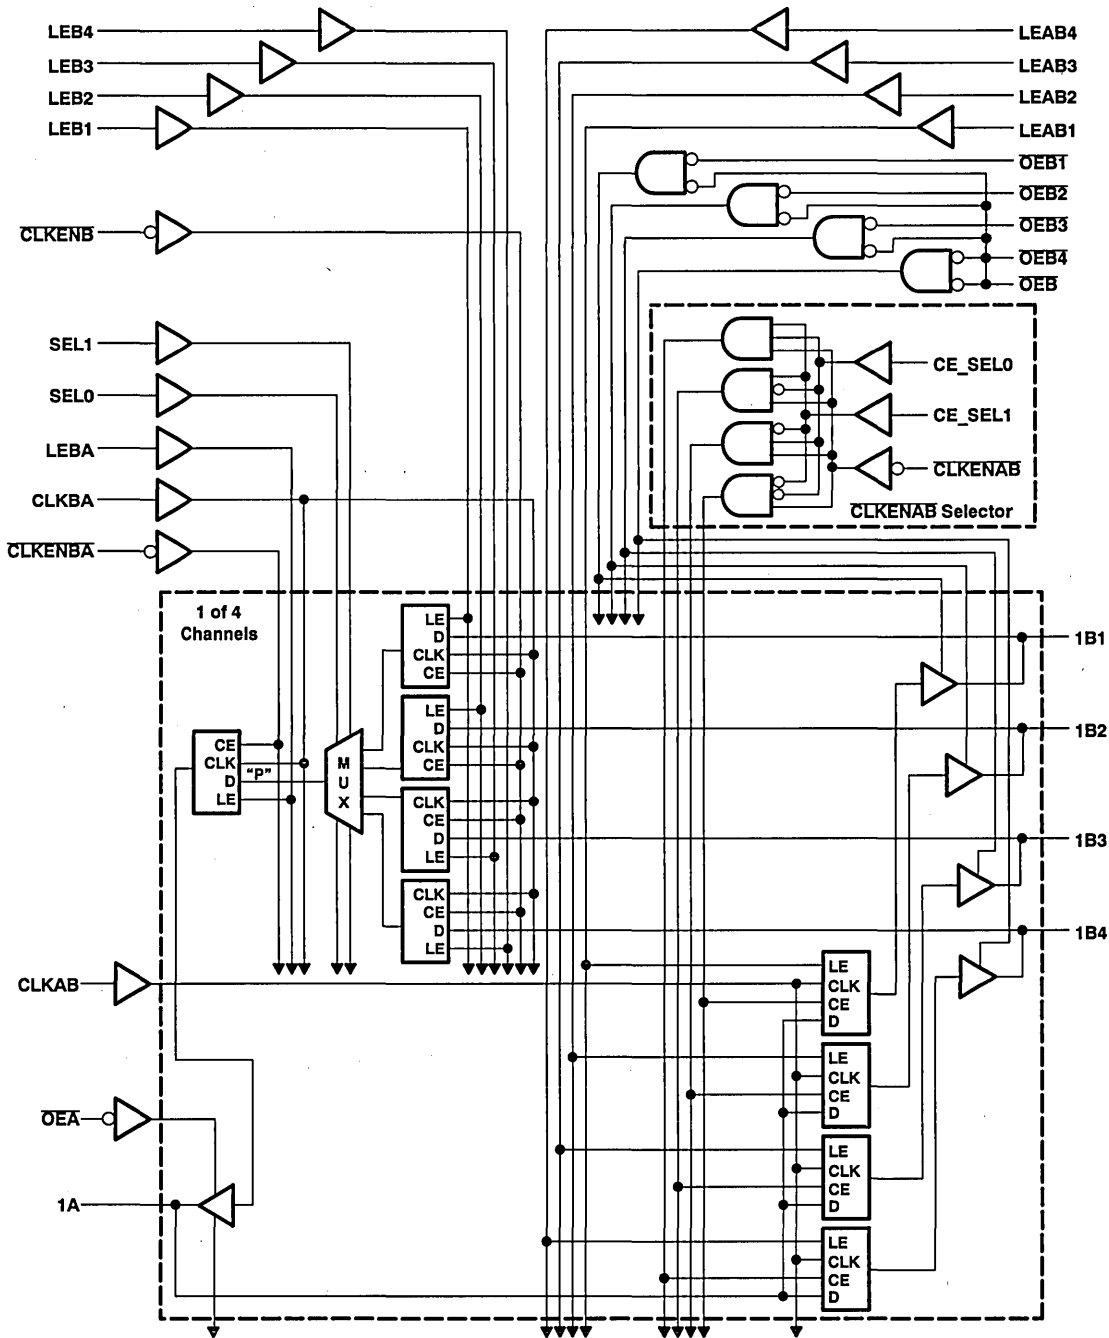 LEB4
LEB3
LEB2
LEB1
CLKENB
SEL1
SEL0
LEBA
CLKBA
CLKENBA
LEAB4
LEAB3
LEAB2
LEAB1
OEB1
OEB2
OEB3
OEB4
OEB
CE_SEL0
CE_SEL1
CLKENAB
CLKENAB Selector
1 of 4
Channels
LE
D
CLK
CE
LE
D
CLK
CE
CLK
CE
D
LE
CLK
CE
D
LE
CE
CLK
D
LE
"P"
M
U
X
1B1
1B2
1B3
1B4
CLKAB
OEA
1A
LE
CLK
CE
D
LE
CLK
CE
D
LE
CLK
CE
D
LE
CLK
CE
D